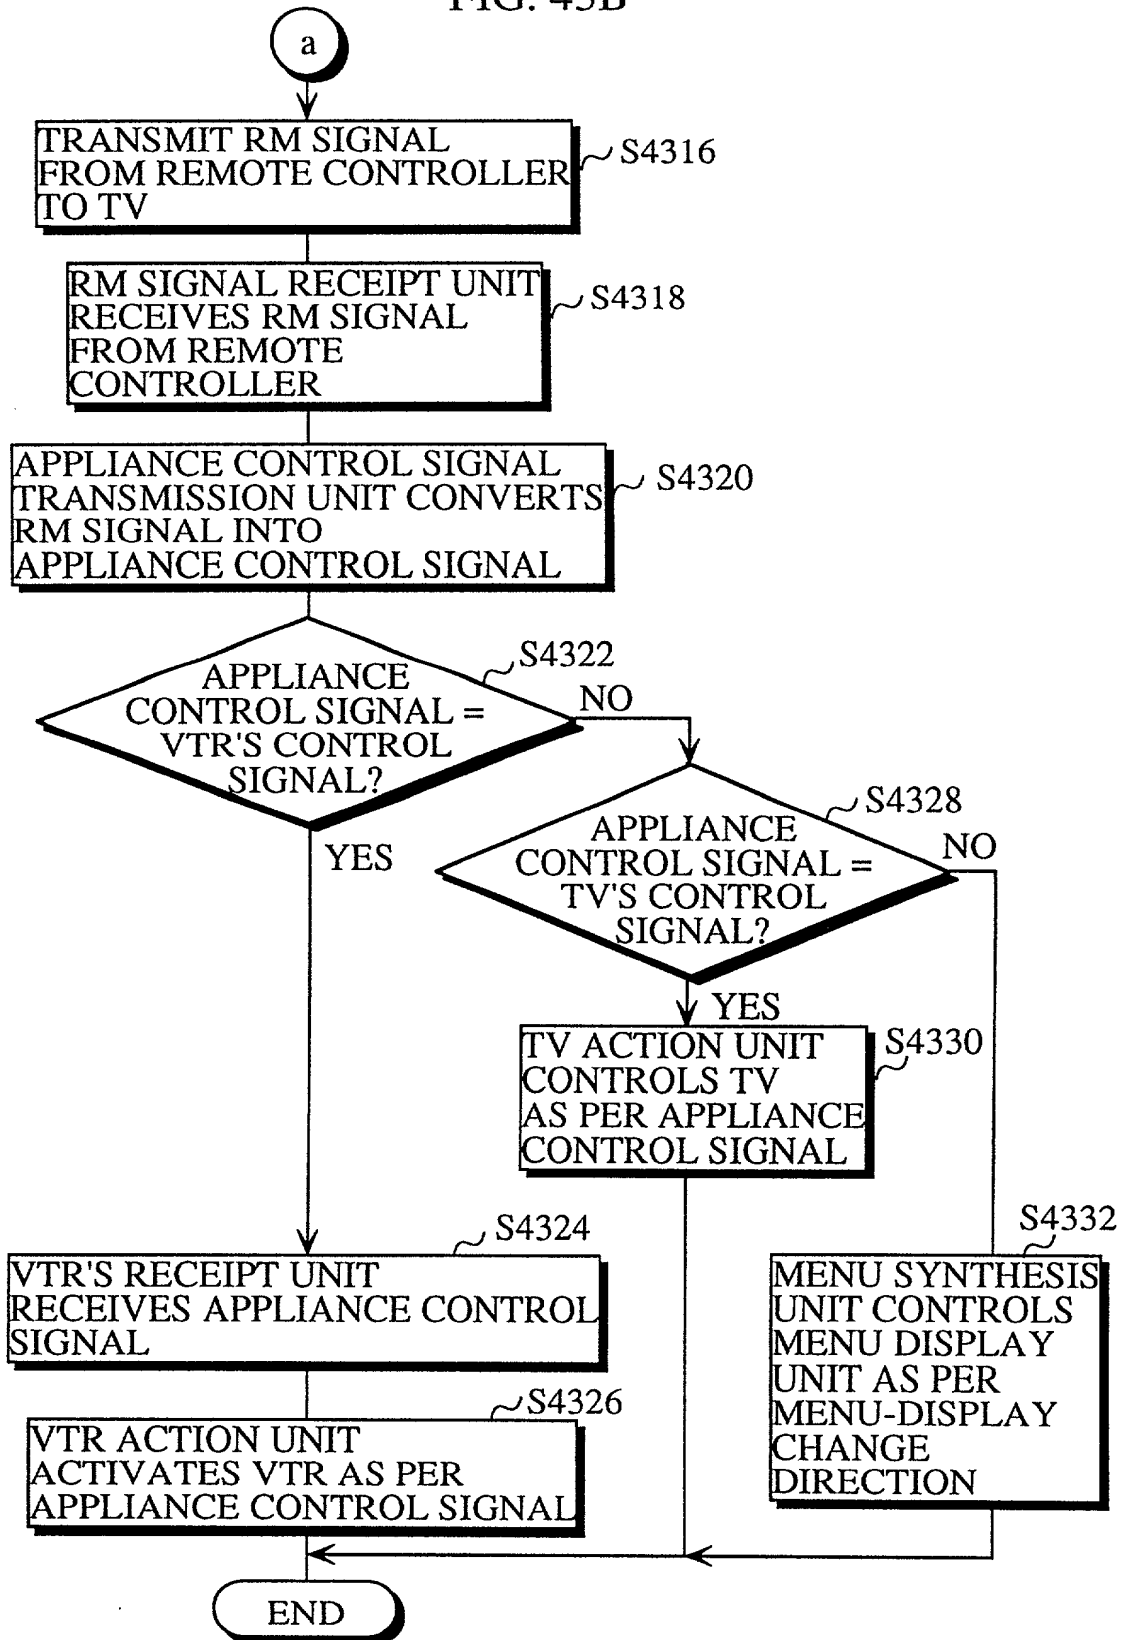 FIG. 43B
a
TRANSMIT RM SIGNAL
FROM REMOTE CONTROLLER
TO TV
S4316
RM SIGNAL RECEIPT UNIT
RECEIVES RM SIGNAL
FROM REMOTE
CONTROLLER
S4318
APPLIANCE CONTROL SIGNAL
TRANSMISSION UNIT CONVERTS
RM SIGNAL INTO
APPLIANCE CONTROL SIGNAL
S4320
APPLIANCE
CONTROL SIGNAL =
VTR'S CONTROL
SIGNAL?
S4322
NO
YES
APPLIANCE
CONTROL SIGNAL =
TV'S CONTROL
SIGNAL?
S4328
NO
YES
TV ACTION UNIT
CONTROLS TV
AS PER APPLIANCE
CONTROL SIGNAL
S4330
VTR'S RECEIPT UNIT
RECEIVES APPLIANCE CONTROL
SIGNAL
S4324
VTR ACTION UNIT
ACTIVATES VTR AS PER
APPLIANCE CONTROL SIGNAL
S4326
MENU SYNTHESIS
UNIT CONTROLS
MENU DISPLAY
UNIT AS PER
MENU-DISPLAY
CHANGE
DIRECTION
S4332
END